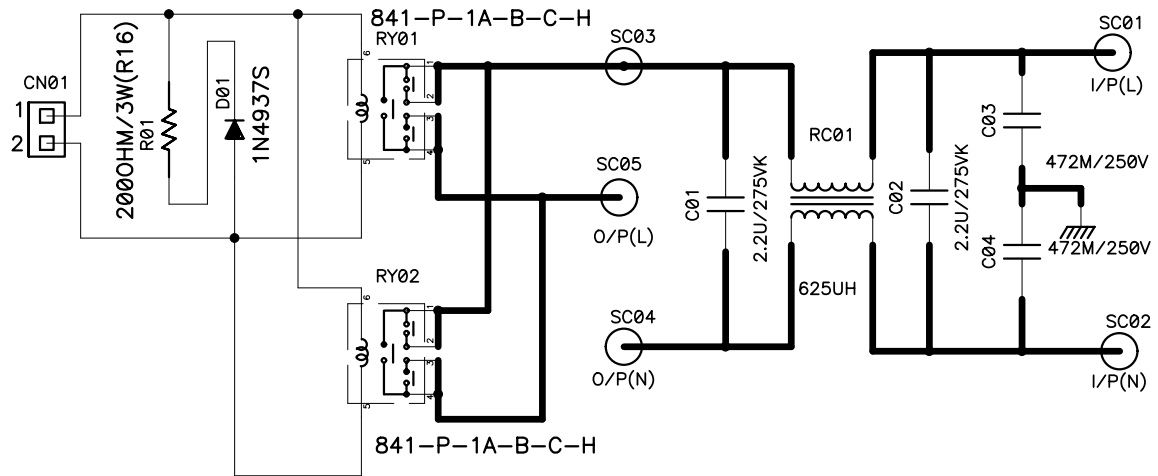 841-P-1A-B-C-H
RY01
SC03
SC01
I/P(L)
CN01
1
2
R01
200OHM/3W(R16)
D01
1N4937S
6
5
1
2
3
4
SC05
O/P(L)
C01
2.2U/275VK
RC01
625UH
C02
2.2U/275VK
C03
472M/250V
C04
472M/250V
RY02
6
5
1
2
3
4
SC04
O/P(N)
SC02
I/P(N)
841-P-1A-B-C-H